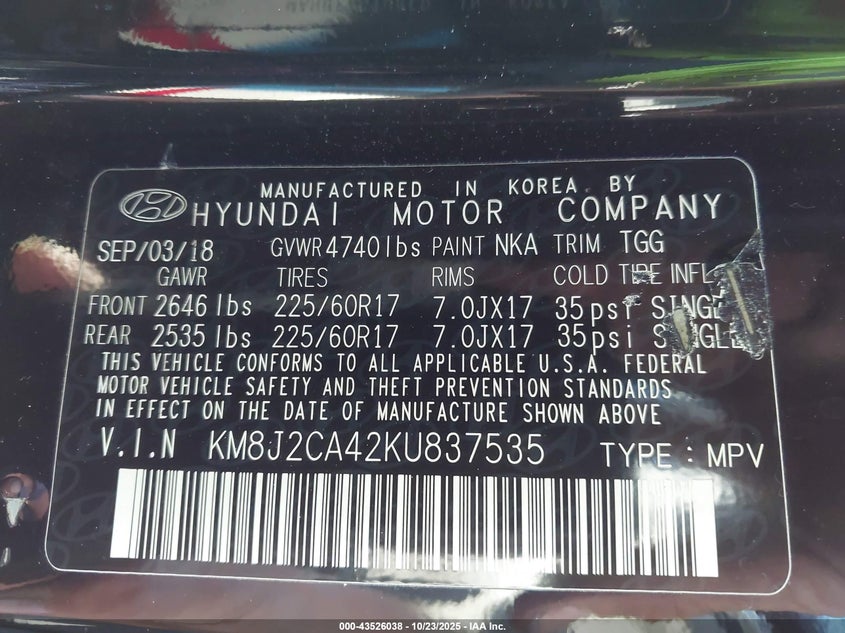 MANUFACTURED IN KOREA BY
HYUNDAI MOTOR COMPANY
SEP/03/18 GVWR 4740lbs PAINT NKA TRIM TGG
GAWR TIRES RIMS COLD TIRE INFL
FRONT 2646lbs 225/60R17 7.0JX17 35psi
REAR 2535lbs 225/60R17 7.0JX17 35psi
THIS VEHICLE CONFORMS TO ALL APPLICABLE U.S.A. FEDERAL
MOTOR VEHICLE SAFETY AND THEFT PREVENTION STANDARDS
IN EFFECT ON THE DATE OF MANUFACTURE SHOWN ABOVE
V.I.N KM8J2CA42KU837535 TYPE: MPV
000-43526038 - 10/23/2025 - IAA Inc.